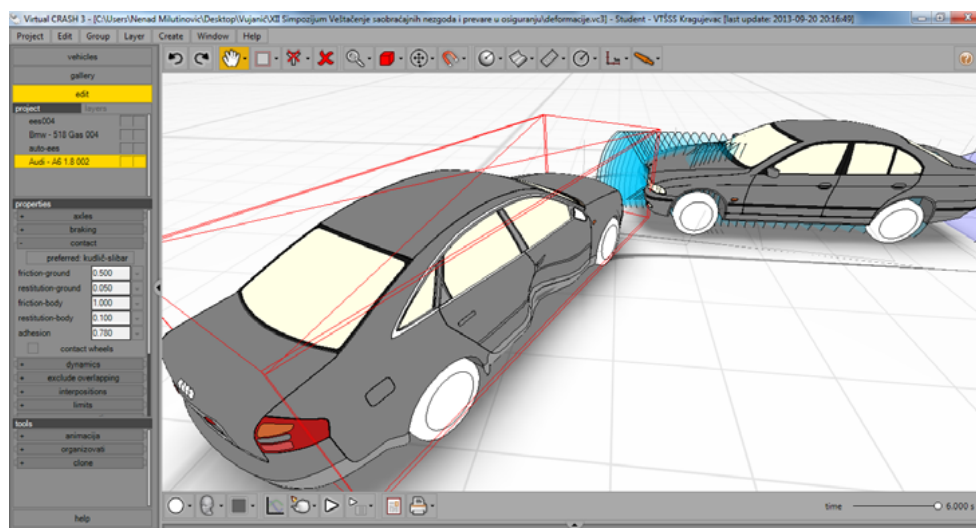 Virtual CRASH 3 - [C:\Users\Nenad Milutinovic\Desktop\Vujanić\XII Simpozijum Veštačenje saobraćajnih nezgoda i prevare u osiguranju\deformacije.vc3] - Student - VTŠSS Kragujevac [last update: 2013-09-20 20:16:49]
Project Edit Group Layer Create Window Help
vehicles
gallery
edit
project layers
ees004
Bmw - 518 Gas 004
auto-ees
Audi - A6 1.8 002
properties
+ axles
+ braking
- contact
preferred: kudlič-slibar
friction-ground 0.500
restitution-ground 0.050
friction-body 1.000
restitution-body 0.100
adhesion 0.780
contact wheels
+ dynamics
+ exclude overlapping
+ interpositions
+ limits
tools
+ animacija
+ organizovati
+ clone
help
time 6.000 s